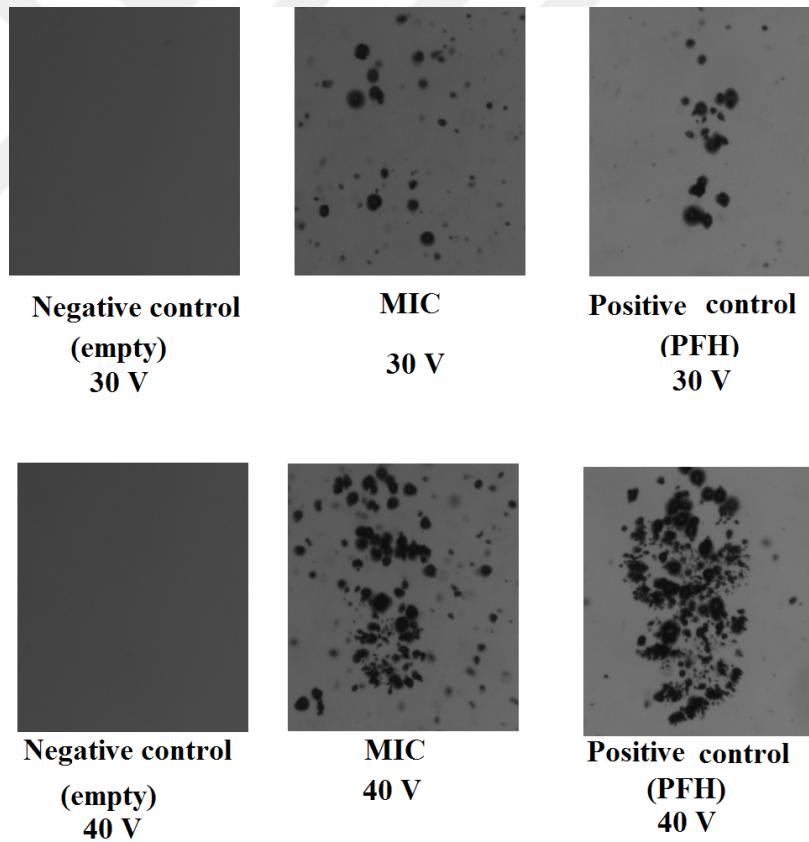 Negative control
(empty)
30 V
MIC
30 V
Positive control
(PFH)
30 V
Negative control
(empty)
40 V
MIC
40 V
Positive control
(PFH)
40 V